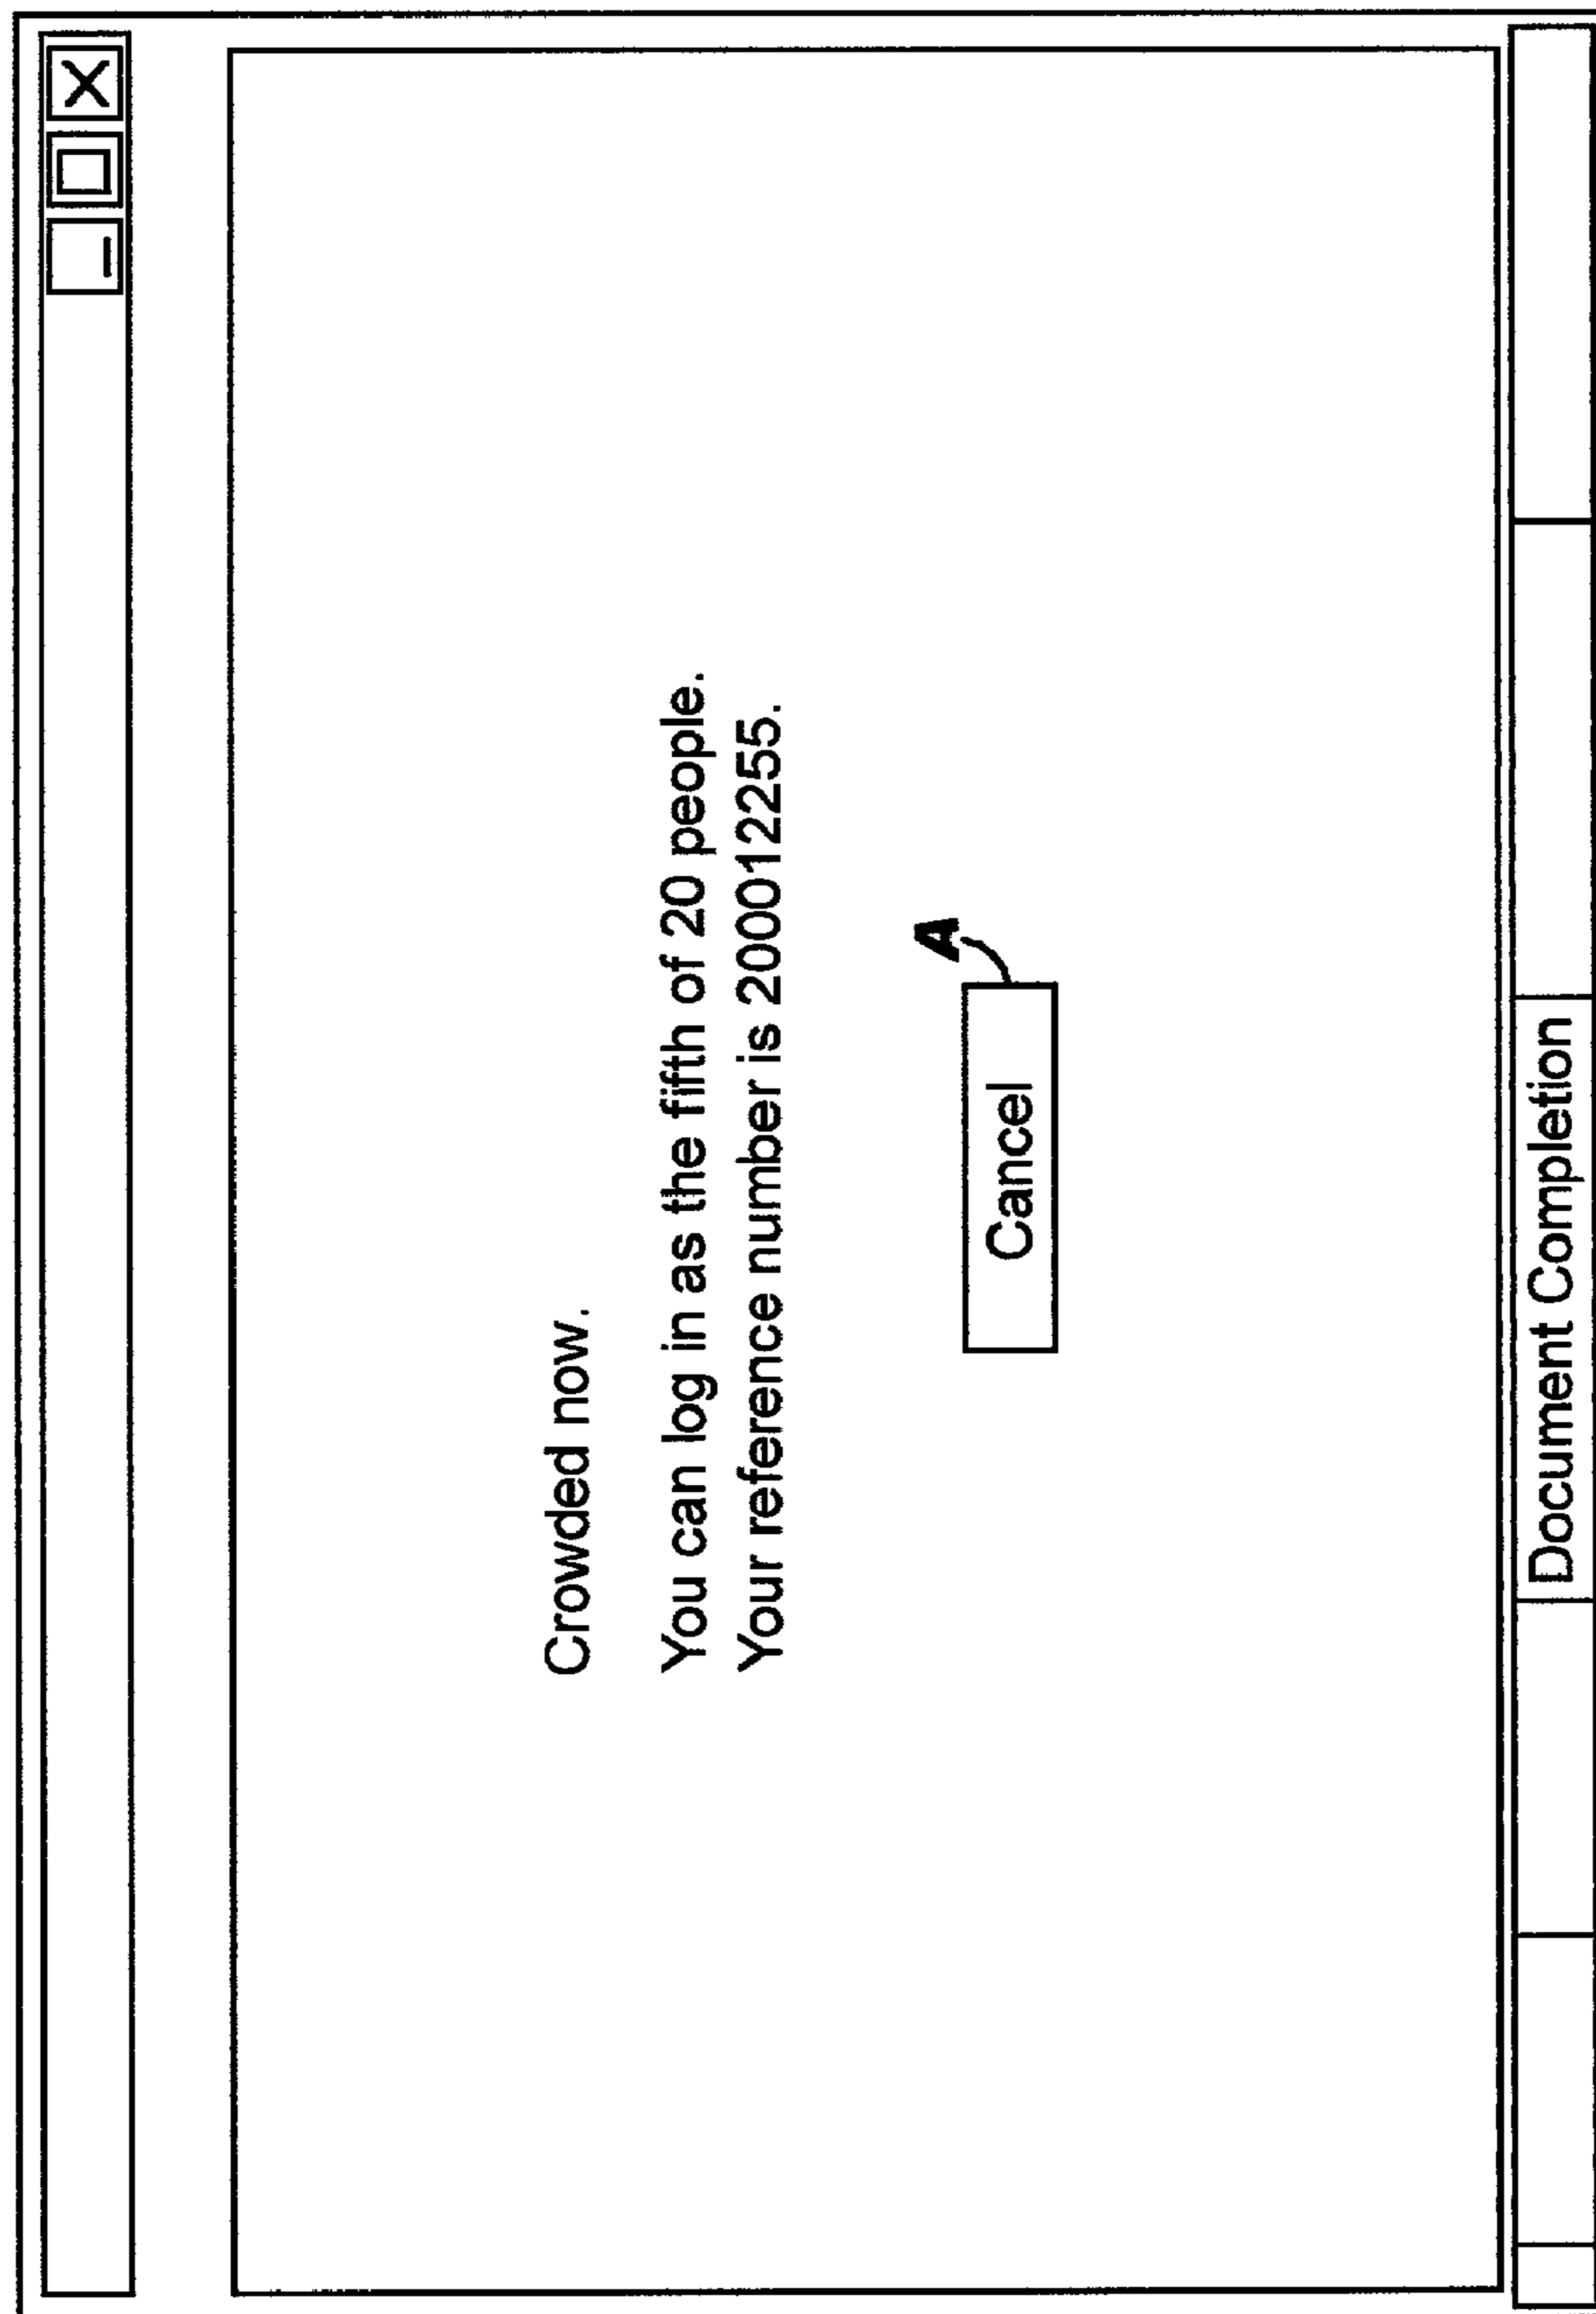 Crowded now.
You can log in as the fifth of 20 people.
Your reference number is 200012255.
A
Cancel
Document Completion